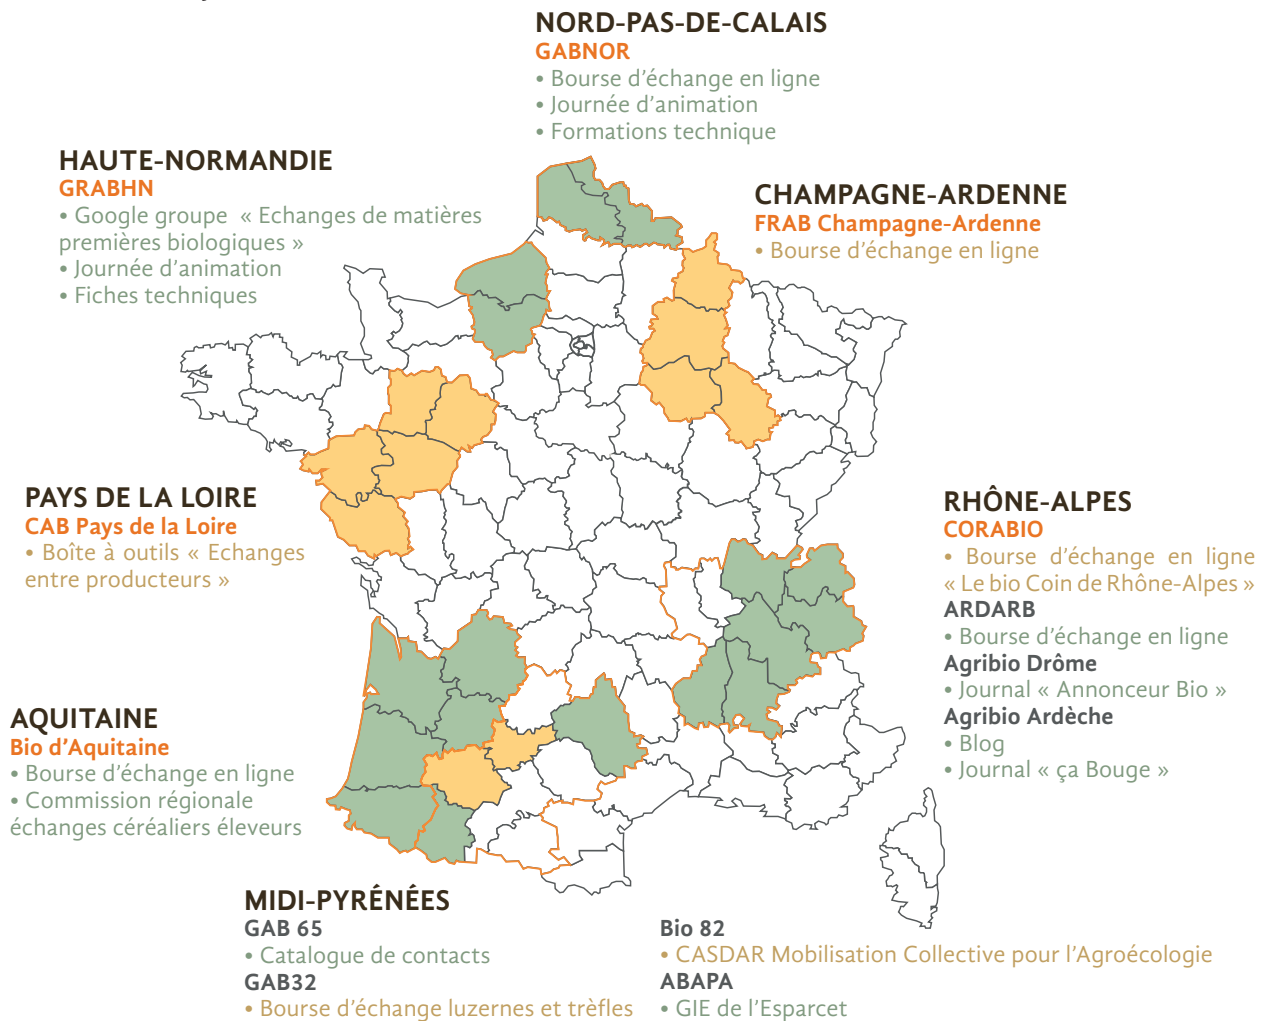 NORD-PAS-DE-CALAIS
GABNOR
• Bourse d'échange en ligne
• Journée d'animation
• Formations technique
HAUTE-NORMANDIE
GRABHN
• Google groupe « Echanges de matières
premières biologiques »
• Journée d'animation
• Fiches techniques
CHAMPAGNE-ARDENNE
FRAB Champagne-Ardenne
• Bourse d'échange en ligne
PAYS DE LA LOIRE
CAB Pays de la Loire
• Boîte à outils « Echanges
entre producteurs »
RHÔNE-ALPES
CORABIO
• Bourse d'échange en ligne
« Le bio Coin de Rhône-Alpes »
ARDARB
• Bourse d'échange en ligne
Agribio Drôme
• Journal « Annonceur Bio »
Agribio Ardèche
• Blog
• Journal « ça Bouge »
AQUITAINE
Bio d'Aquitaine
• Bourse d'échange en ligne
• Commission régionale
échanges céréaliers éleveurs
MIDI-PYRÉNÉES
GAB 65
• Catalogue de contacts
GAB32
• Bourse d'échange luzernes et trèfles
Bio 82
• CASDAR Mobilisation Collective pour l'Agroécologie
ABAPA
• GIE de l'Esparcet